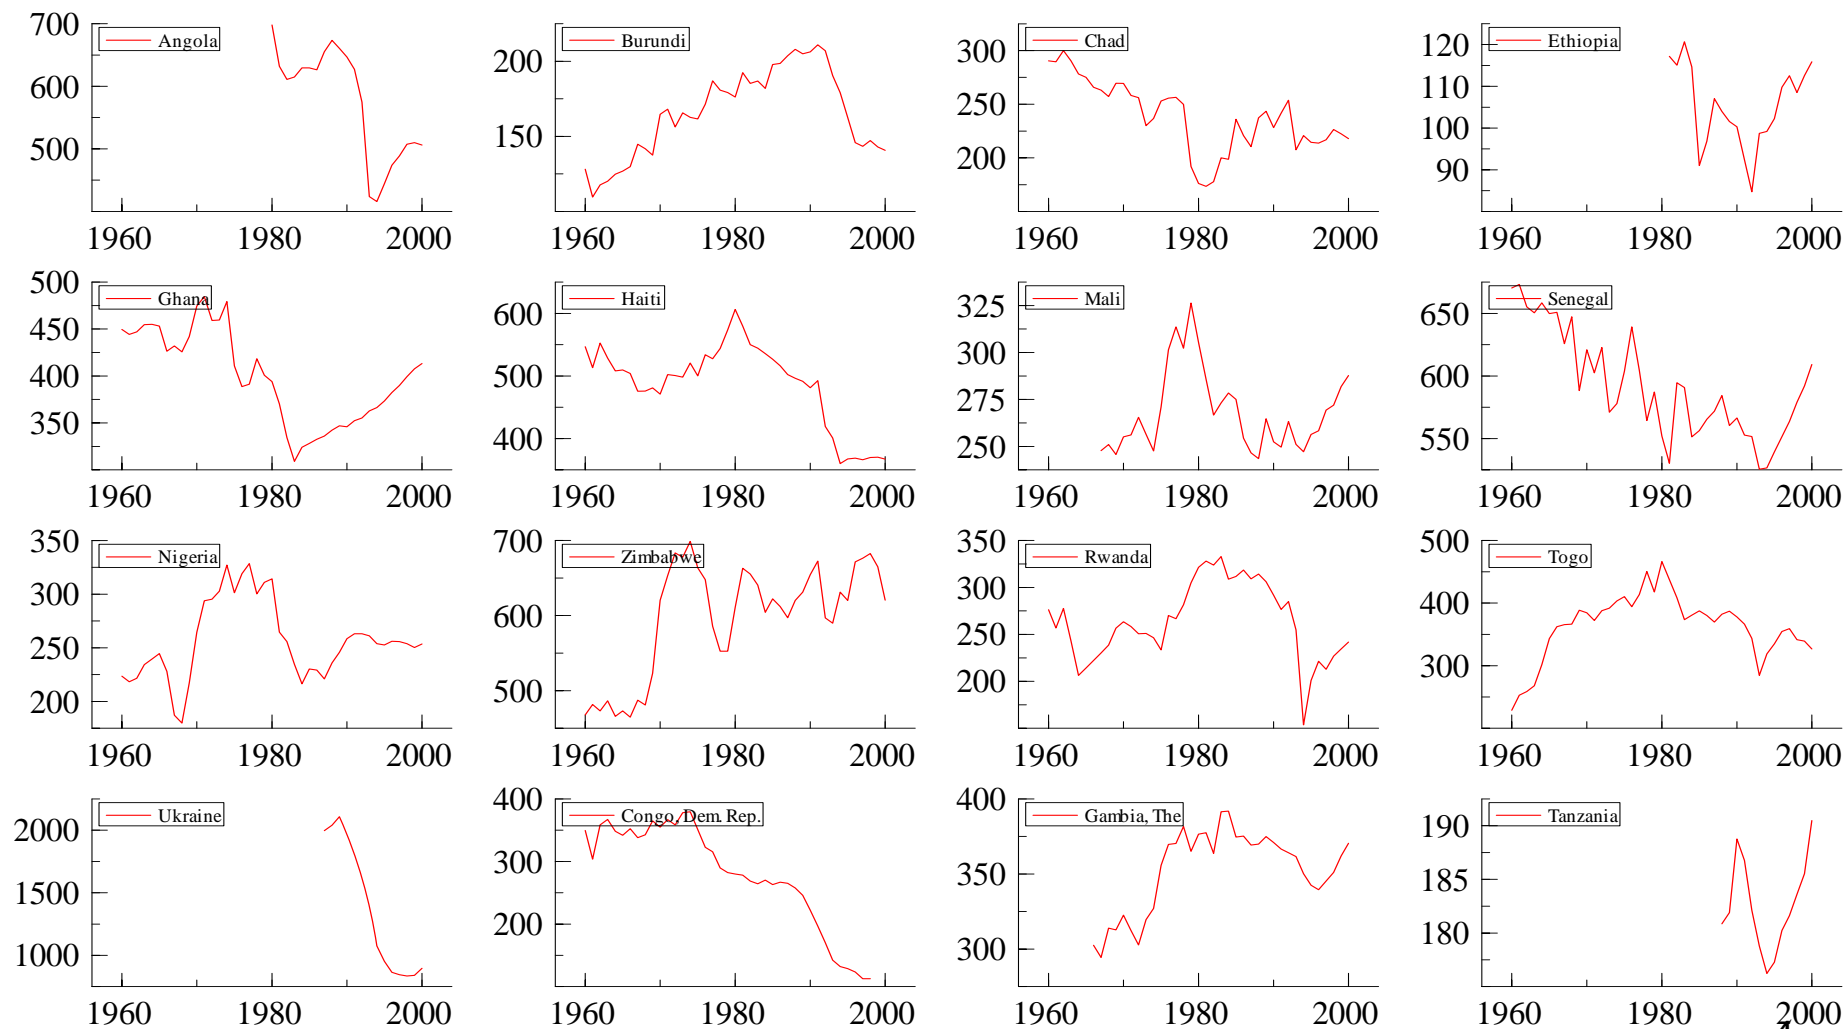 700 Angola 600 500 1960 1980 2000
Burundi 200 150 1960 1980 2000
300 Chad 250 200 1960 1980 2000
120 Ethiopia 110 100 90 1960 1980 2000
500 Ghana 450 400 350 1960 1980 2000
600 Haiti 500 400 1960 1980 2000
325 Mali 300 275 250 1960 1980 2000
650 Senegal 600 550 1960 1980 2000
350 Nigeria 300 250 200 1960 1980 2000
700 Zimbabwe 600 500 1960 1980 2000
350 Rwanda 300 250 200 1960 1980 2000
500 Togo 400 300 1960 1980 2000
2000 Ukraine 1500 1000 1960 1980 2000
400 Congo, Dem. Rep. 300 200 1960 1980 2000
400 Gambia, The 350 300 1960 1980 2000
190 Tanzania 185 180 1960 1980 2000